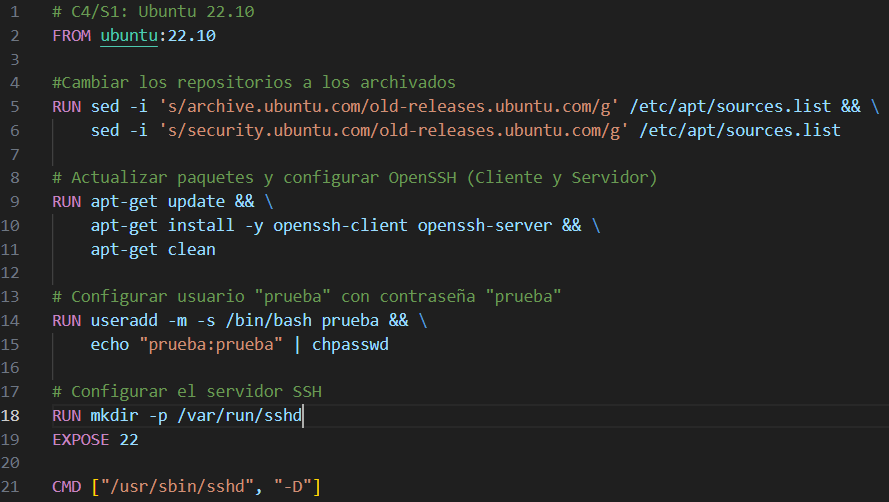 1 # C4/S1: Ubuntu 22.10
2 FROM ubuntu:22.10
3
4 #Cambiar los repositorios a los archivados
5 RUN sed -i 's/archive.ubuntu.com/old-releases.ubuntu.com/g' /etc/apt/sources.list && \
6     sed -i 's/security.ubuntu.com/old-releases.ubuntu.com/g' /etc/apt/sources.list
7
8 # Actualizar paquetes y configurar OpenSSH (Cliente y Servidor)
9 RUN apt-get update && \
10     apt-get install -y openssh-client openssh-server && \
11     apt-get clean
12
13 # Configurar usuario "prueba" con contraseña "prueba"
14 RUN useradd -m -s /bin/bash prueba && \
15     echo "prueba:prueba" | chpasswd
16
17 # Configurar el servidor SSH
18 RUN mkdir -p /var/run/sshd
19 EXPOSE 22
20
21 CMD ["/usr/sbin/sshd", "-D"]